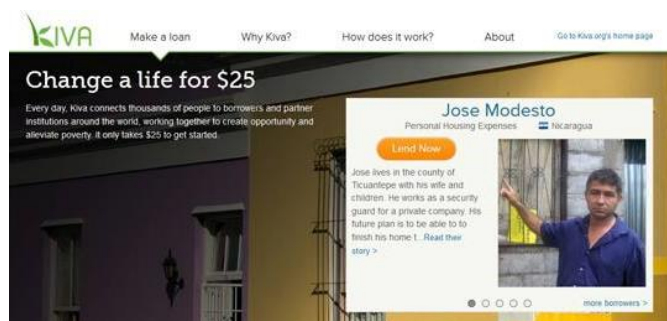 KIVA
Make a loan
Why Kiva?
How does it work?
About
Go to Kiva.org's home page
Change a life for $25
Every day, Kiva connects thousands of people to borrowers and partner
institutions around the world, working together to create opportunity and
alleviate poverty. It only takes $25 to get started.
Jose Modesto
Personal Housing Expenses
Nicaragua
Lend Now
Jose lives in the county of
Ticuantepe with his wife and
children. He works as a security
guard for a private company. His
future plan is to be able to to
finish his home t... Read their
story >
more borrowers >